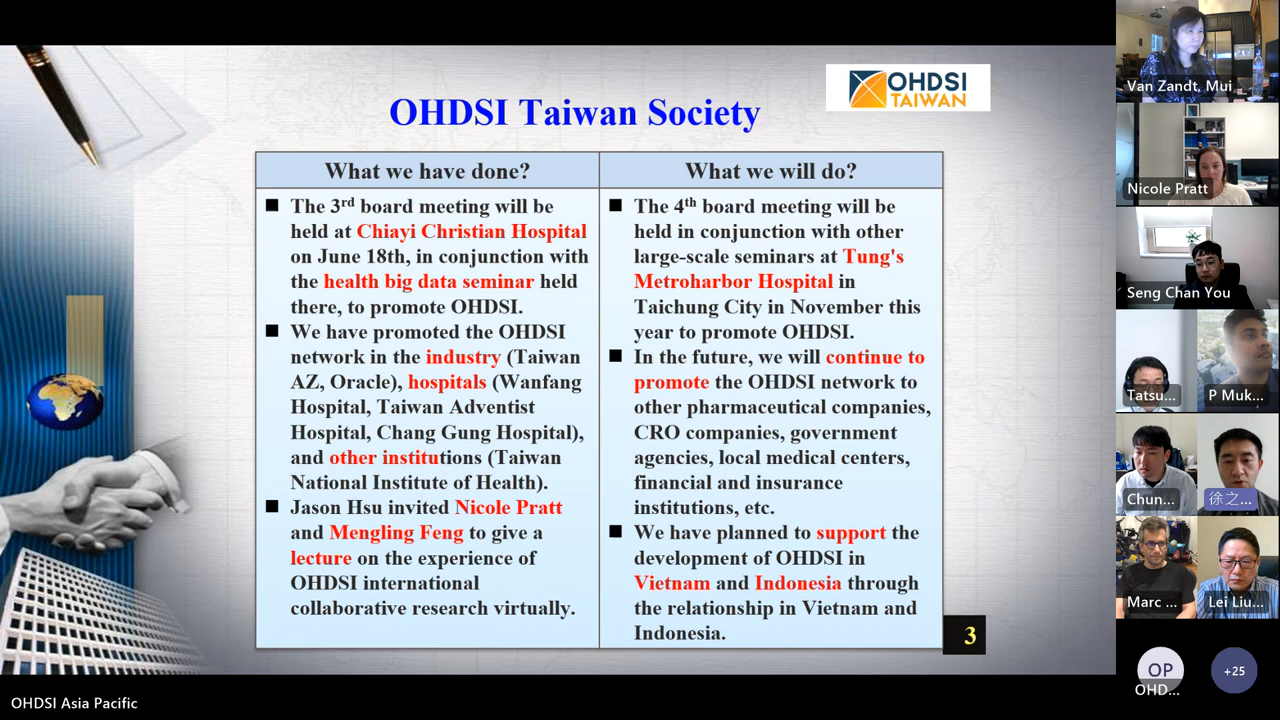 OHDSI
TAIWAN
OHDSI Taiwan Society
What we have done?
■ The 3rd board meeting will be
held at Chiayi Christian Hospital
on June 18th, in conjunction with
the health big data seminar held
there, to promote OHDSI.
■ We have promoted the OHDSI
network in the industry (Taiwan
AZ, Oracle), hospitals (Wanfang
Hospital, Taiwan Adventist
Hospital, Chang Gung Hospital),
and other institutions (Taiwan
National Institute of Health).
■ Jason Hsu invited Nicole Pratt
and Mengling Feng to give a
lecture on the experience of
OHDSI international
collaborative research virtually.
What we will do?
■ The 4th board meeting will be
held in conjunction with other
large-scale seminars at Tung's
Metroharbor Hospital in
Taichung City in November this
year to promote OHDSI.
■ In the future, we will continue to
promote the OHDSI network to
other pharmaceutical companies,
CRO companies, government
agencies, local medical centers,
financial and insurance
institutions, etc.
■ We have planned to support the
development of OHDSI in
Vietnam and Indonesia through
the relationship in Vietnam and
Indonesia.
3
Van Zandt, Mui
Nicole Pratt
Seng Chan You
Tatsu...
P Muk...
Chun...
徐之...
Marc ...
Lei Liu...
OP
OHD...
+25
OHDSI Asia Pacific